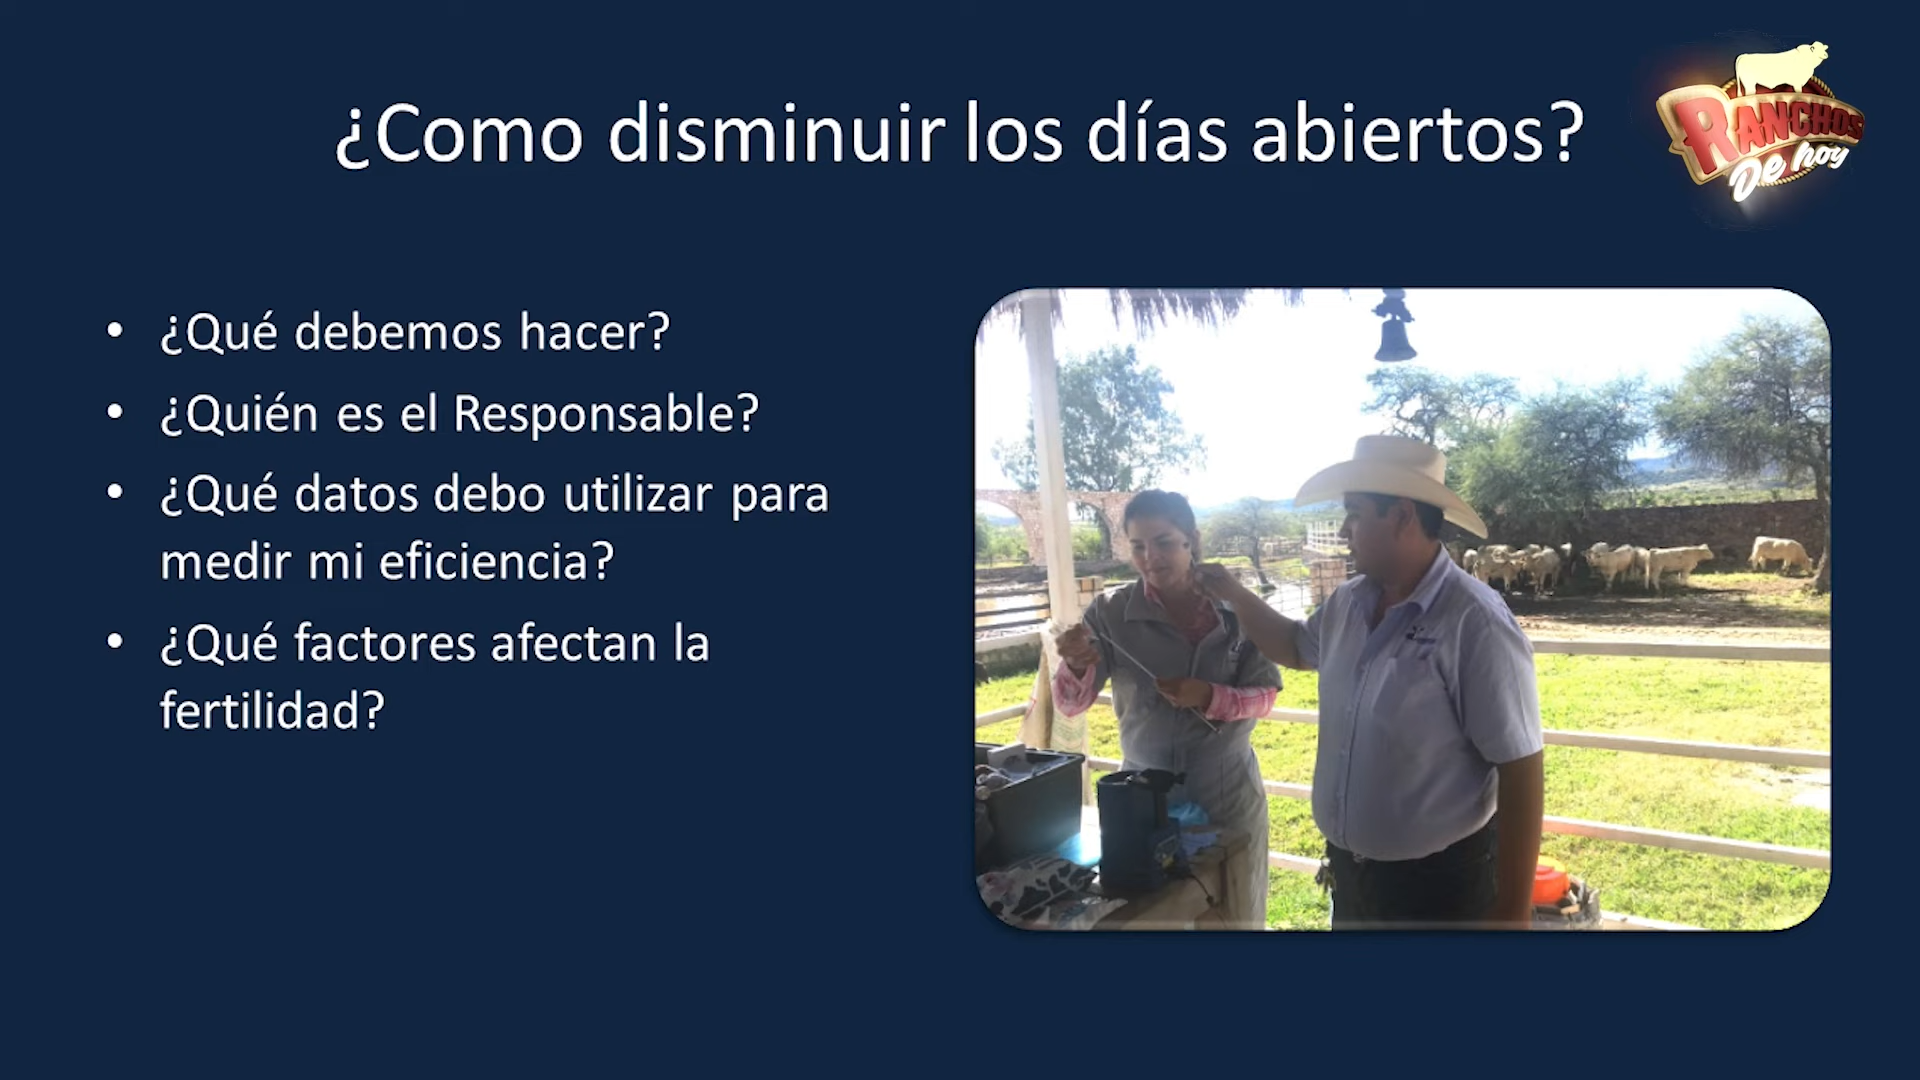 ¿Como disminuir los días abiertos?
RANCHOS
De hoy
• ¿Qué debemos hacer?
• ¿Quién es el Responsable?
• ¿Qué datos debo utilizar para
medir mi eficiencia?
• ¿Qué factores afectan la
fertilidad?